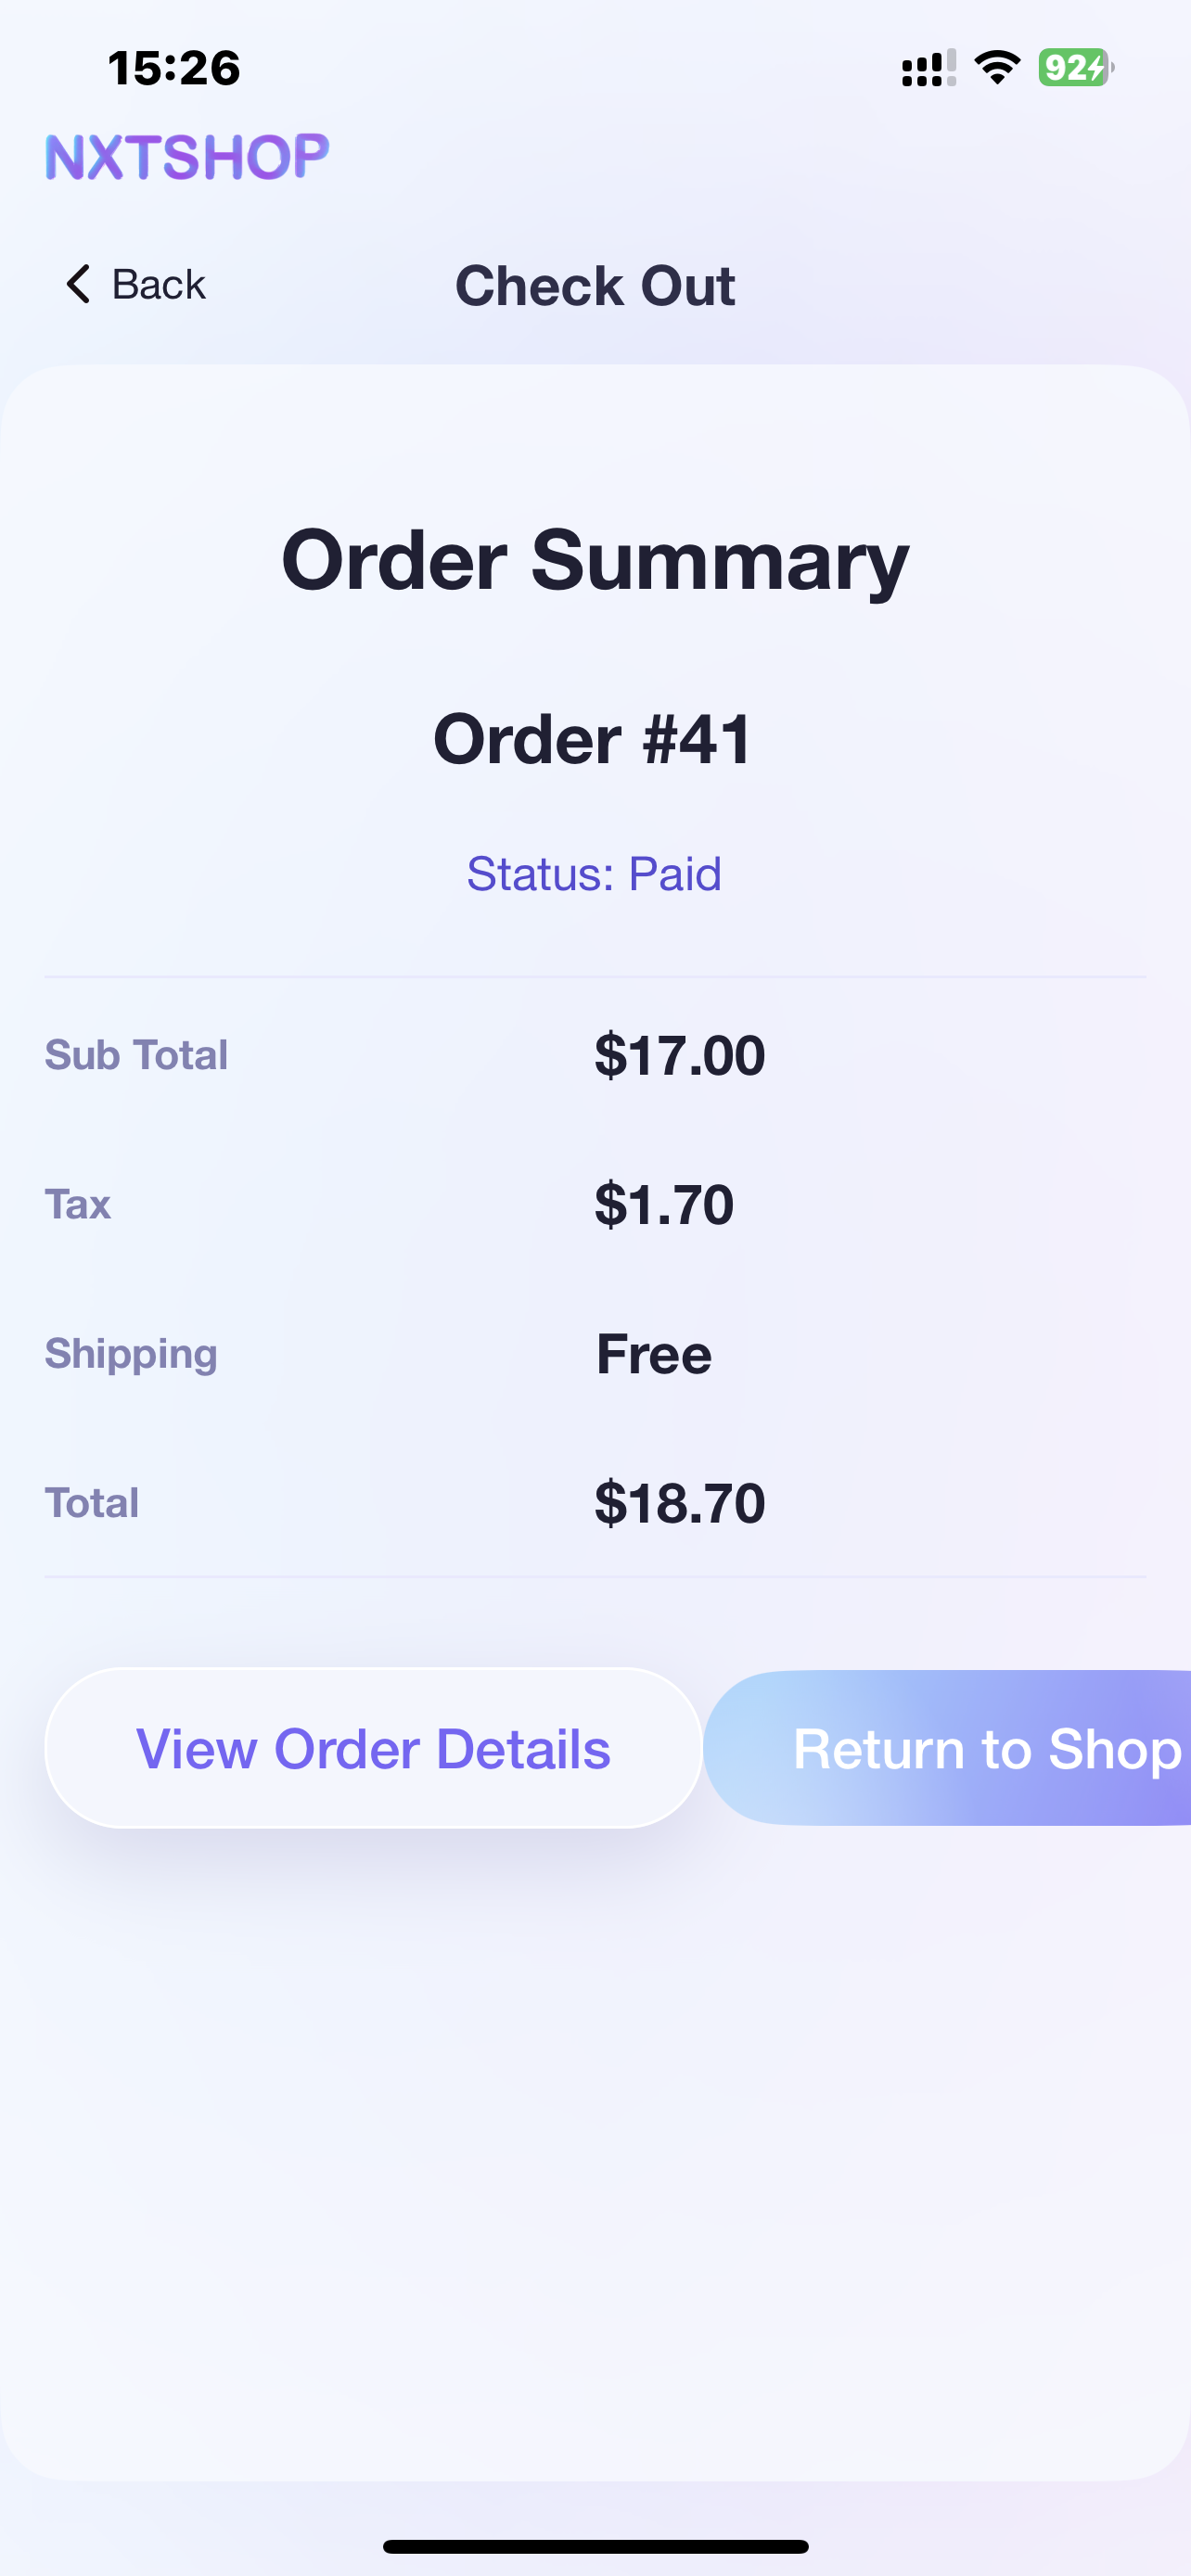 15:26 92
NXTSHOP
Back Check Out
Order Summary
Order #41
Status: Paid
Sub Total $17.00
Tax $1.70
Shipping Free
Total $18.70
View Order Details Return to Shop